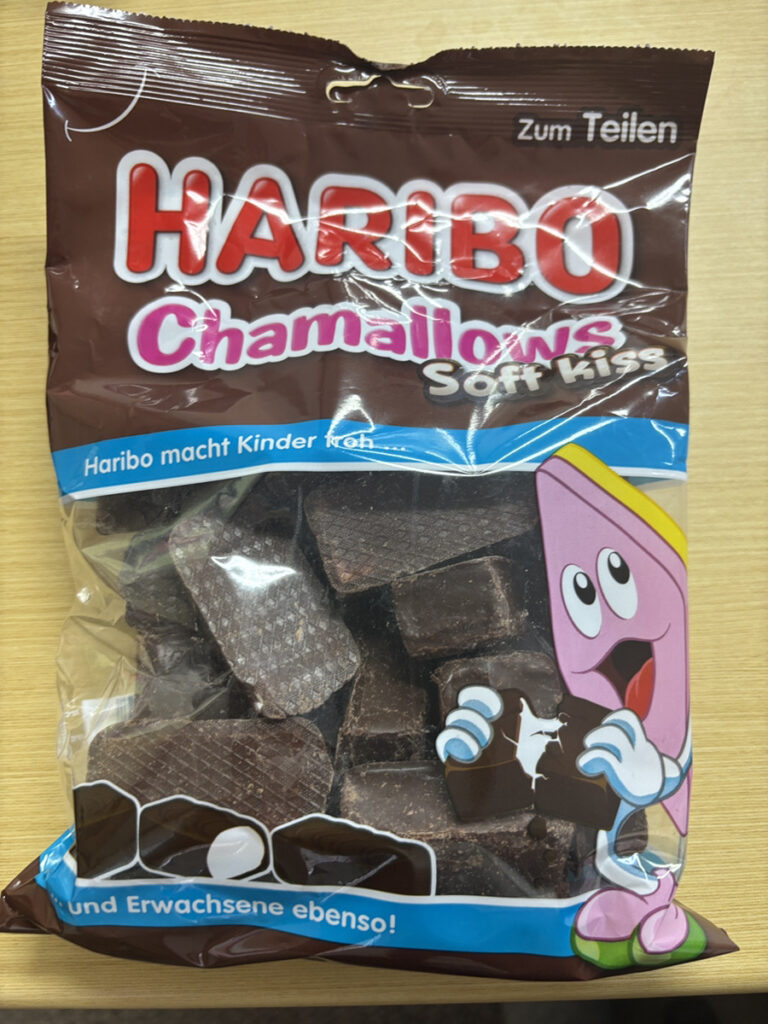 Zum Teilen
HARIBO
Chamallows
Soft kiss
Haribo macht Kinder froh ...
und Erwachsene ebenso!